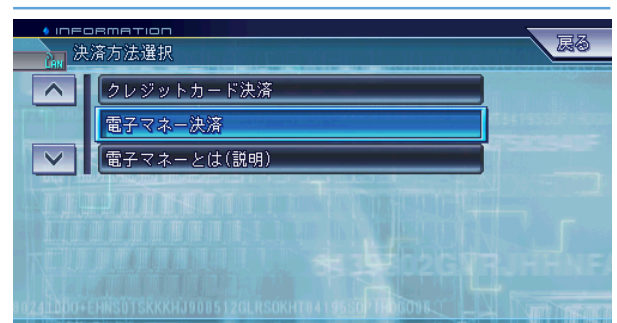 INFORMATION
戻る
LAN
決済方法選択
クレジットカード決済
電子マネー決済
電子マネーとは(説明)